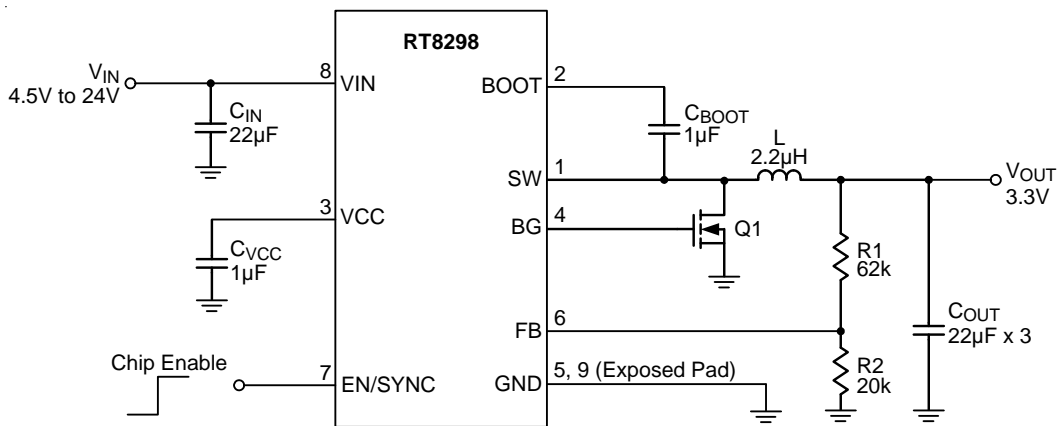 RT8298
VIN
4.5V to 24V
CIN
22µF
8
VIN
BOOT
2
CBOOT
1µF
L
2.2µH
SW
1
VOUT
3.3V
3
VCC
CVCC
1µF
BG
4
Q1
R1
62k
FB
6
COUT
22µF x 3
R2
20k
Chip Enable
7
EN/SYNC
GND
5, 9 (Exposed Pad)